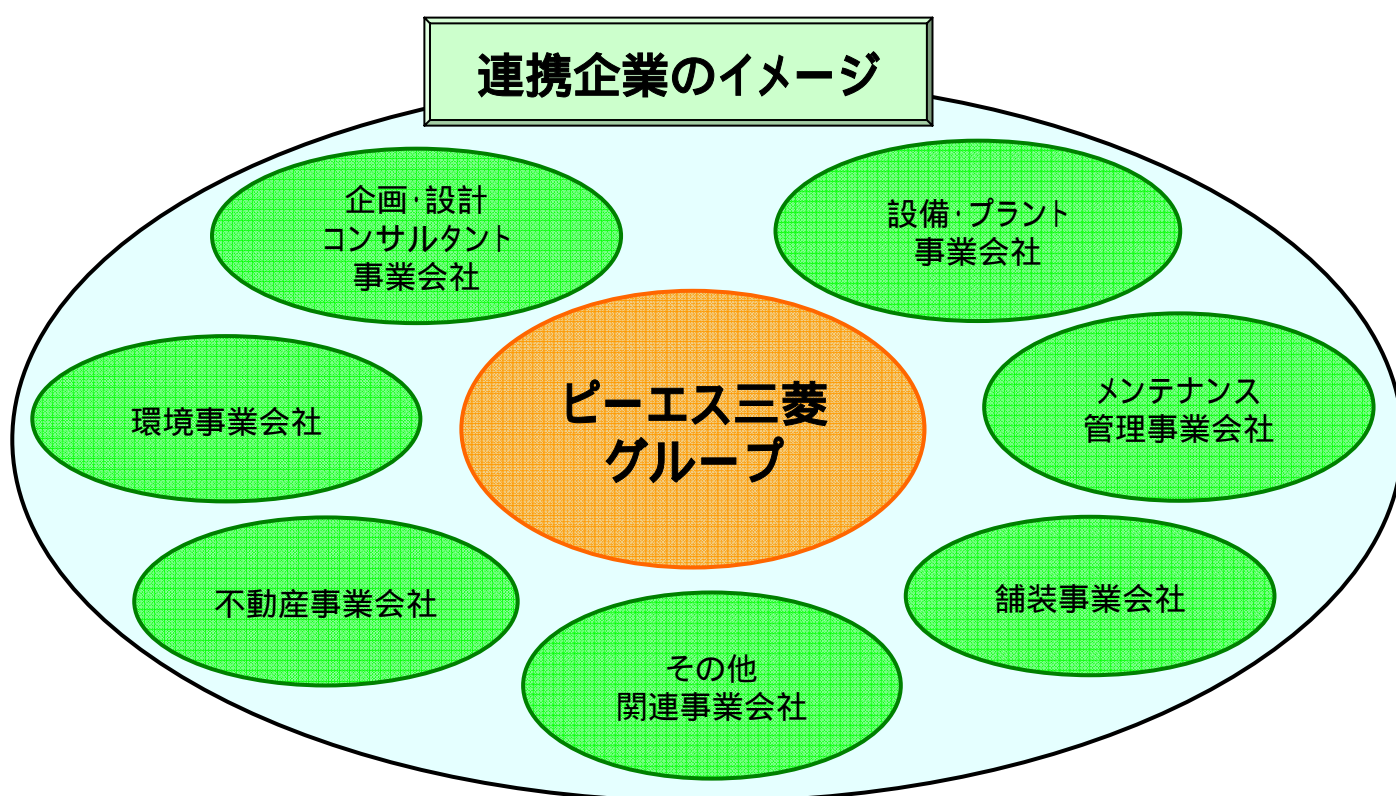 連携企業のイメージ
企画・設計
コンサルタント
事業会社
設備・プラント
事業会社
ピーエス三菱
グループ
環境事業会社
メンテナンス
管理事業会社
不動産事業会社
舗装事業会社
その他
関連事業会社